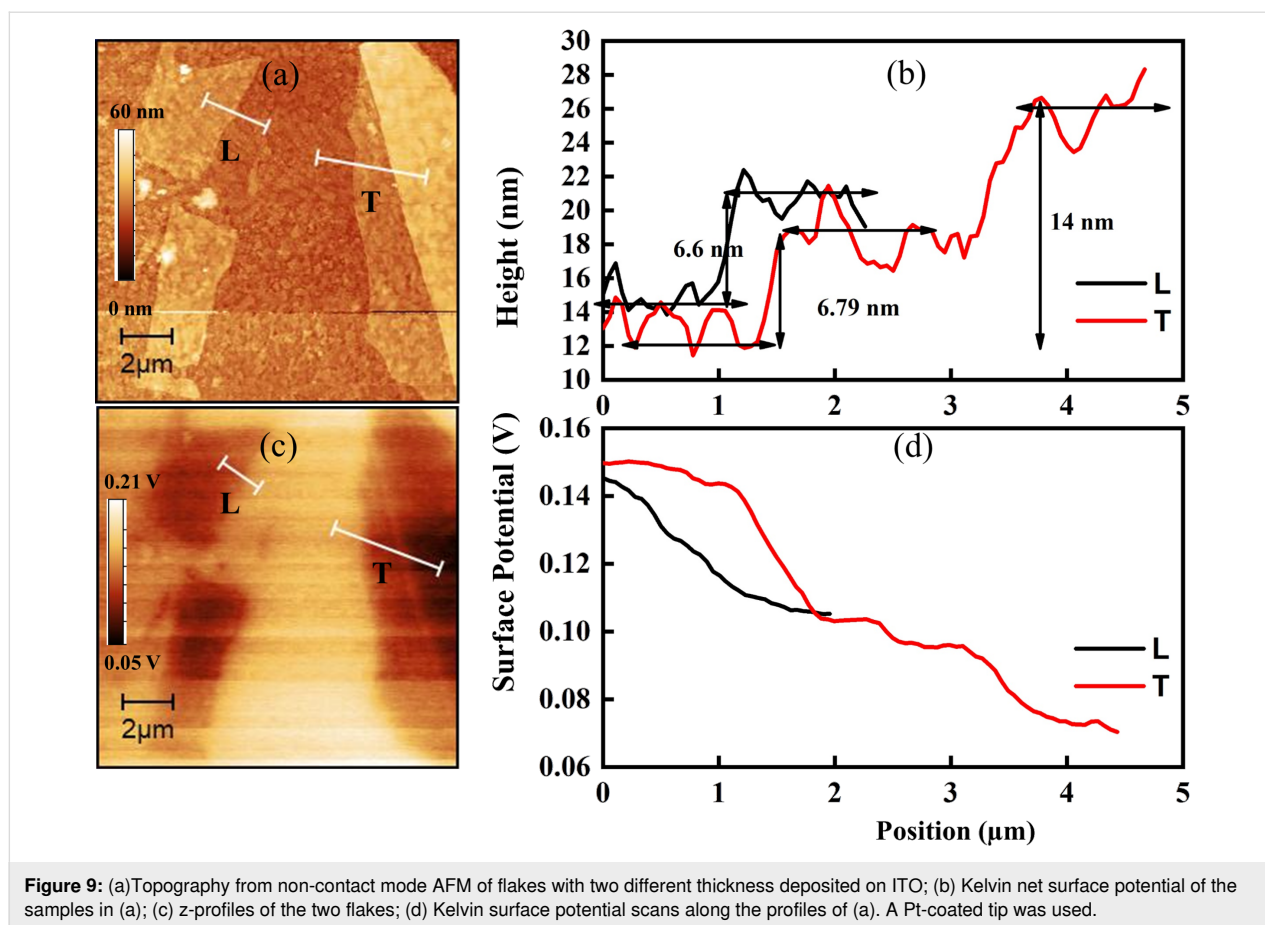 (a)
60 nm
L
T
0 nm
2μm
(b)
30
28
26
24
22
20
18
16
14
12
10
Height (nm)
6.6 nm
6.79 nm
14 nm
L
T
0 1 2 3 4 5
(c)
0.21 V
L
T
0.05 V
2μm
(d)
0.16
0.14
0.12
0.10
0.08
0.06
Surface Potential (V)
L
T
0 1 2 3 4 5
Position (μm)
Figure 9: (a)Topography from non-contact mode AFM of flakes with two different thickness deposited on ITO; (b) Kelvin net surface potential of the
samples in (a); (c) z-profiles of the two flakes; (d) Kelvin surface potential scans along the profiles of (a). A Pt-coated tip was used.